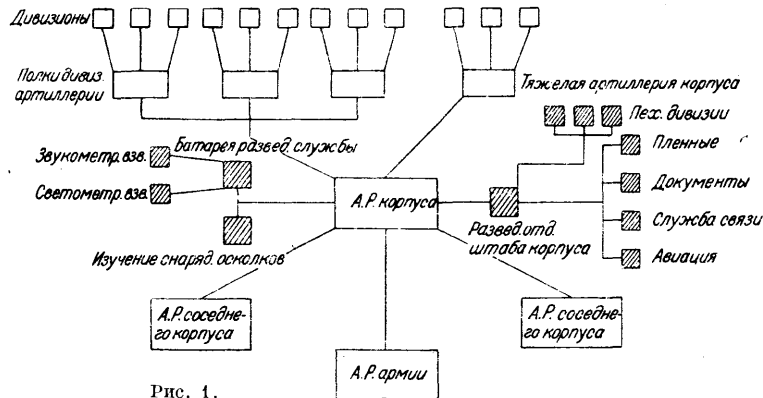 Дивизионы
Полки дивиз.
артиллерии
Тяжелая артиллерия корпуса
Пех. дивизии
Батарея развед. службы
Звукометр. взв.
Светометр. взв.
Пленные
Документы
Служба связи
Авиация
А.Р. корпуса
Развед. отд.
штаба корпуса
Изучение снаряд. осколков
А.Р. соседне-
го корпуса
А.Р. соседне-
го корпуса
А.Р. армии
Рис. 1.